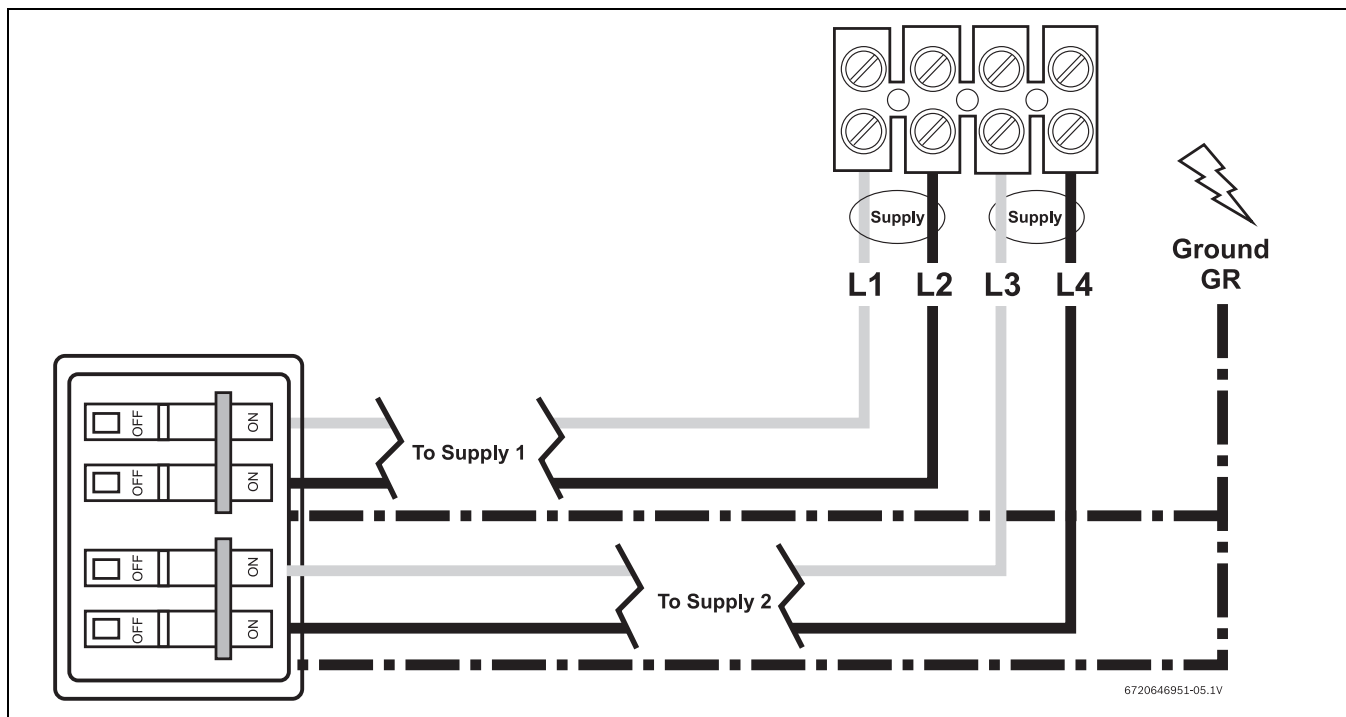 Supply Supply
L1 L2 L3 L4
Ground
GR
OFF ON
To Supply 1
OFF ON
OFF ON
To Supply 2
OFF ON
6720646951-05.1V